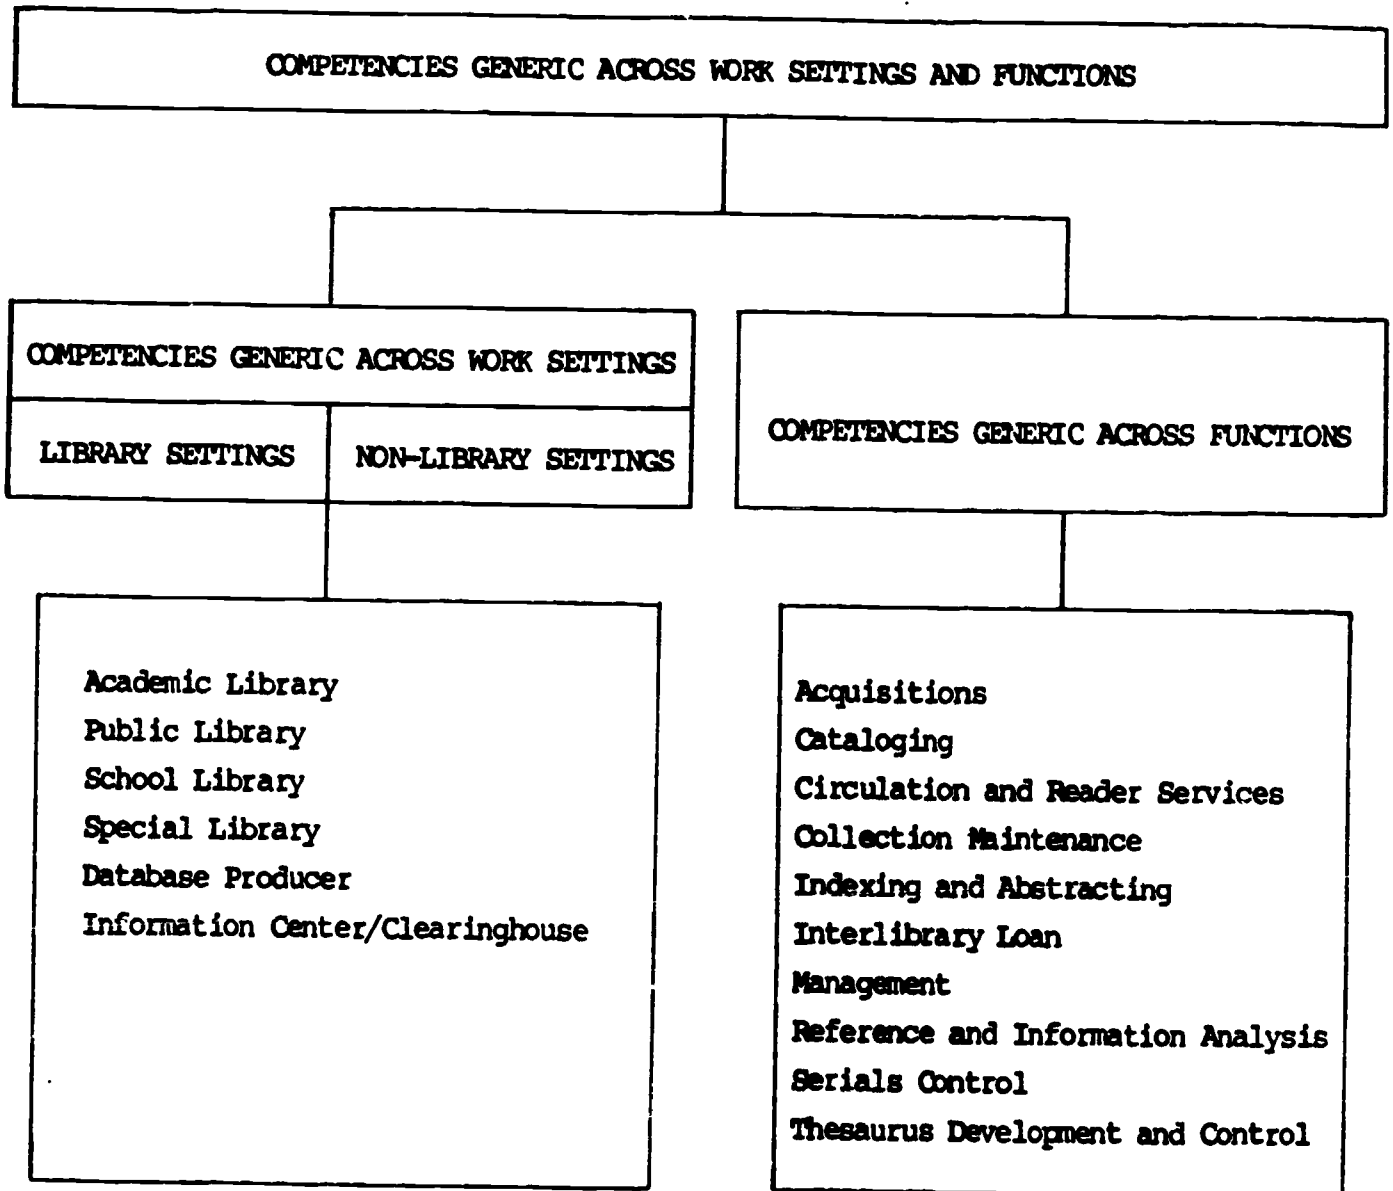 COMPETENCIES GENERIC ACROSS WORK SETTINGS AND FUNCTIONS
COMPETENCIES GENERIC ACROSS WORK SETTINGS
LIBRARY SETTINGS
NON-LIBRARY SETTINGS
COMPETENCIES GENERIC ACROSS FUNCTIONS
Academic Library
Public Library
School Library
Special Library
Database Producer
Information Center/Clearinghouse
Acquisitions
Cataloging
Circulation and Reader Services
Collection Maintenance
Indexing and Abstracting
Interlibrary Loan
Management
Reference and Information Analysis
Serials Control
Thesaurus Development and Control